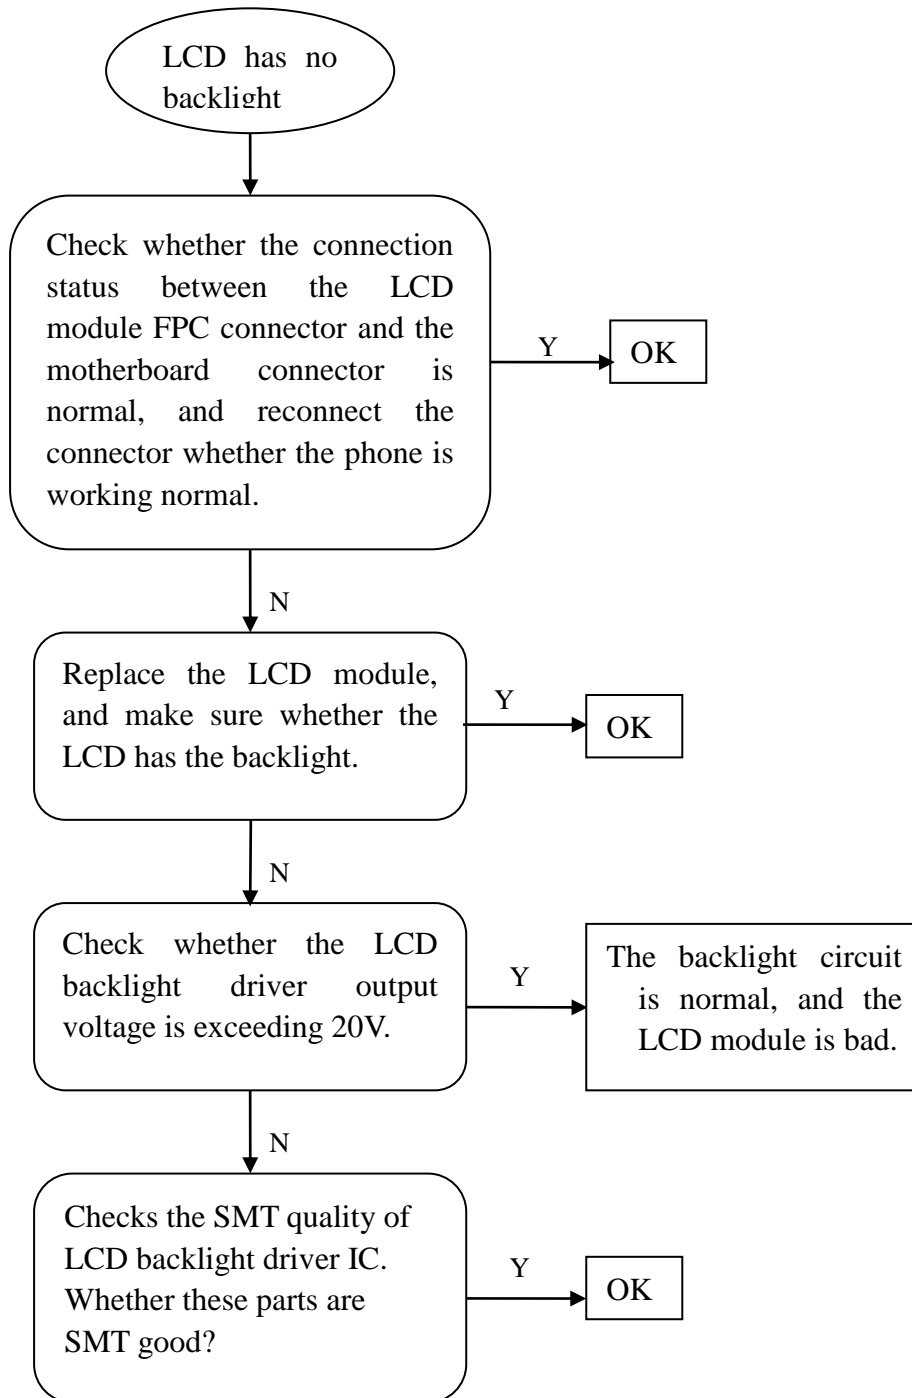 LCD has no
backlight
Check whether the connection
status between the LCD
module FPC connector and the
motherboard connector is
normal, and reconnect the
connector whether the phone is
working normal.
Y
OK
N
Replace the LCD module,
and make sure whether the
LCD has the backlight.
Y
OK
N
Check whether the LCD
backlight driver output
voltage is exceeding 20V.
Y
The backlight circuit
is normal, and the
LCD module is bad.
N
Checks the SMT quality of
LCD backlight driver IC.
Whether these parts are
SMT good?
Y
OK